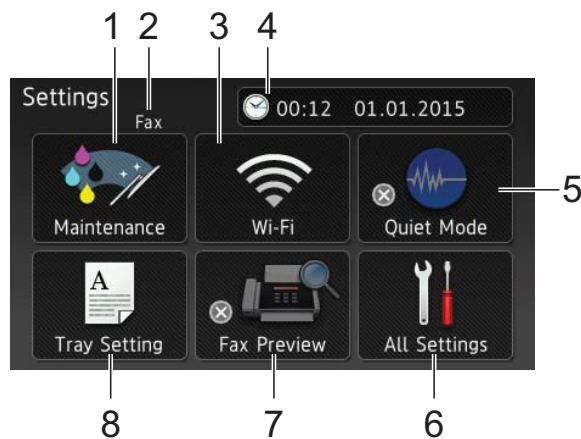 1 2 3 4
Settings
00:12 01.01.2015
Fax
5
Maintenance Wi-Fi Quiet Mode
A
Tray Setting Fax Preview All Settings
8 7 6